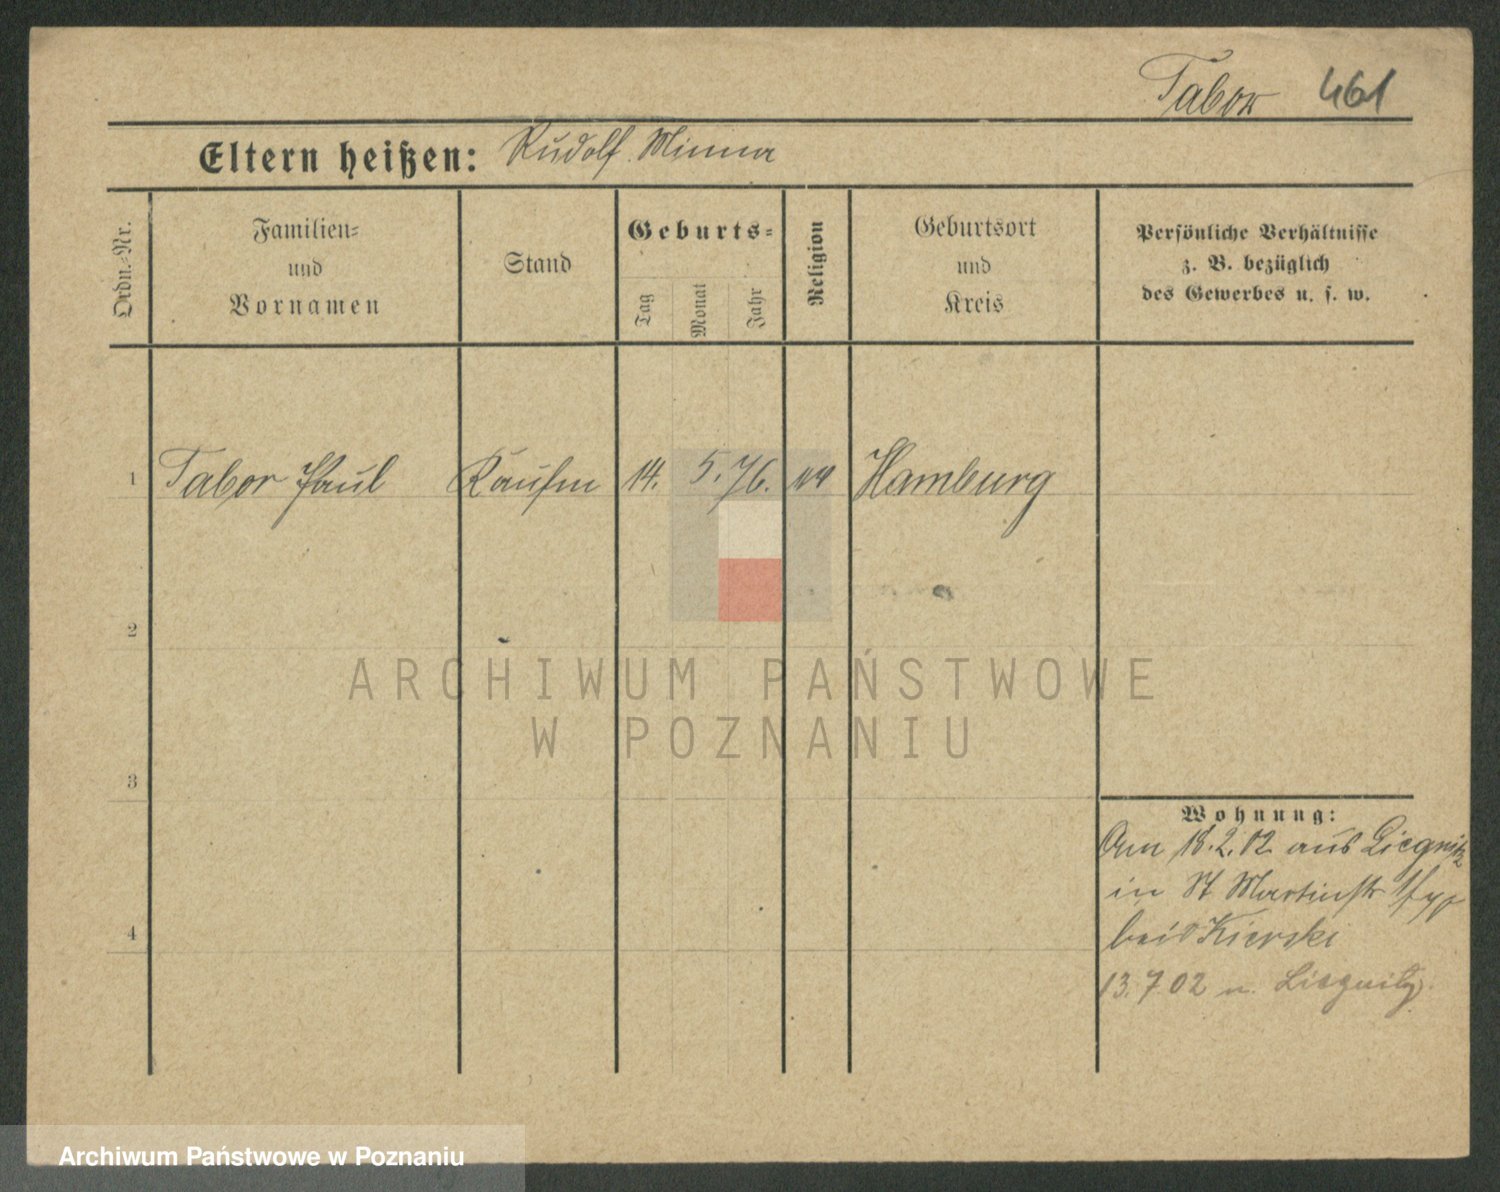 Tabor 461
Eltern heißen: Rudolf. Minna
Ordn.-Nr.
Familien-
und
Vornamen
Stand
Geburts-
Tag
Monat
Jahr
Religion
Geburtsort
und
Kreis
Persönliche Verhältnisse
z. B. bezüglich
des Gewerbes u. s. w.
1 Tabor Paul Kaufm 14. 5. 76. Hamburg
2
ARCHIWUM PAŃSTWOWE
W POZNANIU
3
4
Wohnung:
Am 18.2.02 aus Liegnitz
in St Martinstr
bei Kierski
13.7.02 n. Liegnitz.
Archiwum Państwowe w Poznaniu